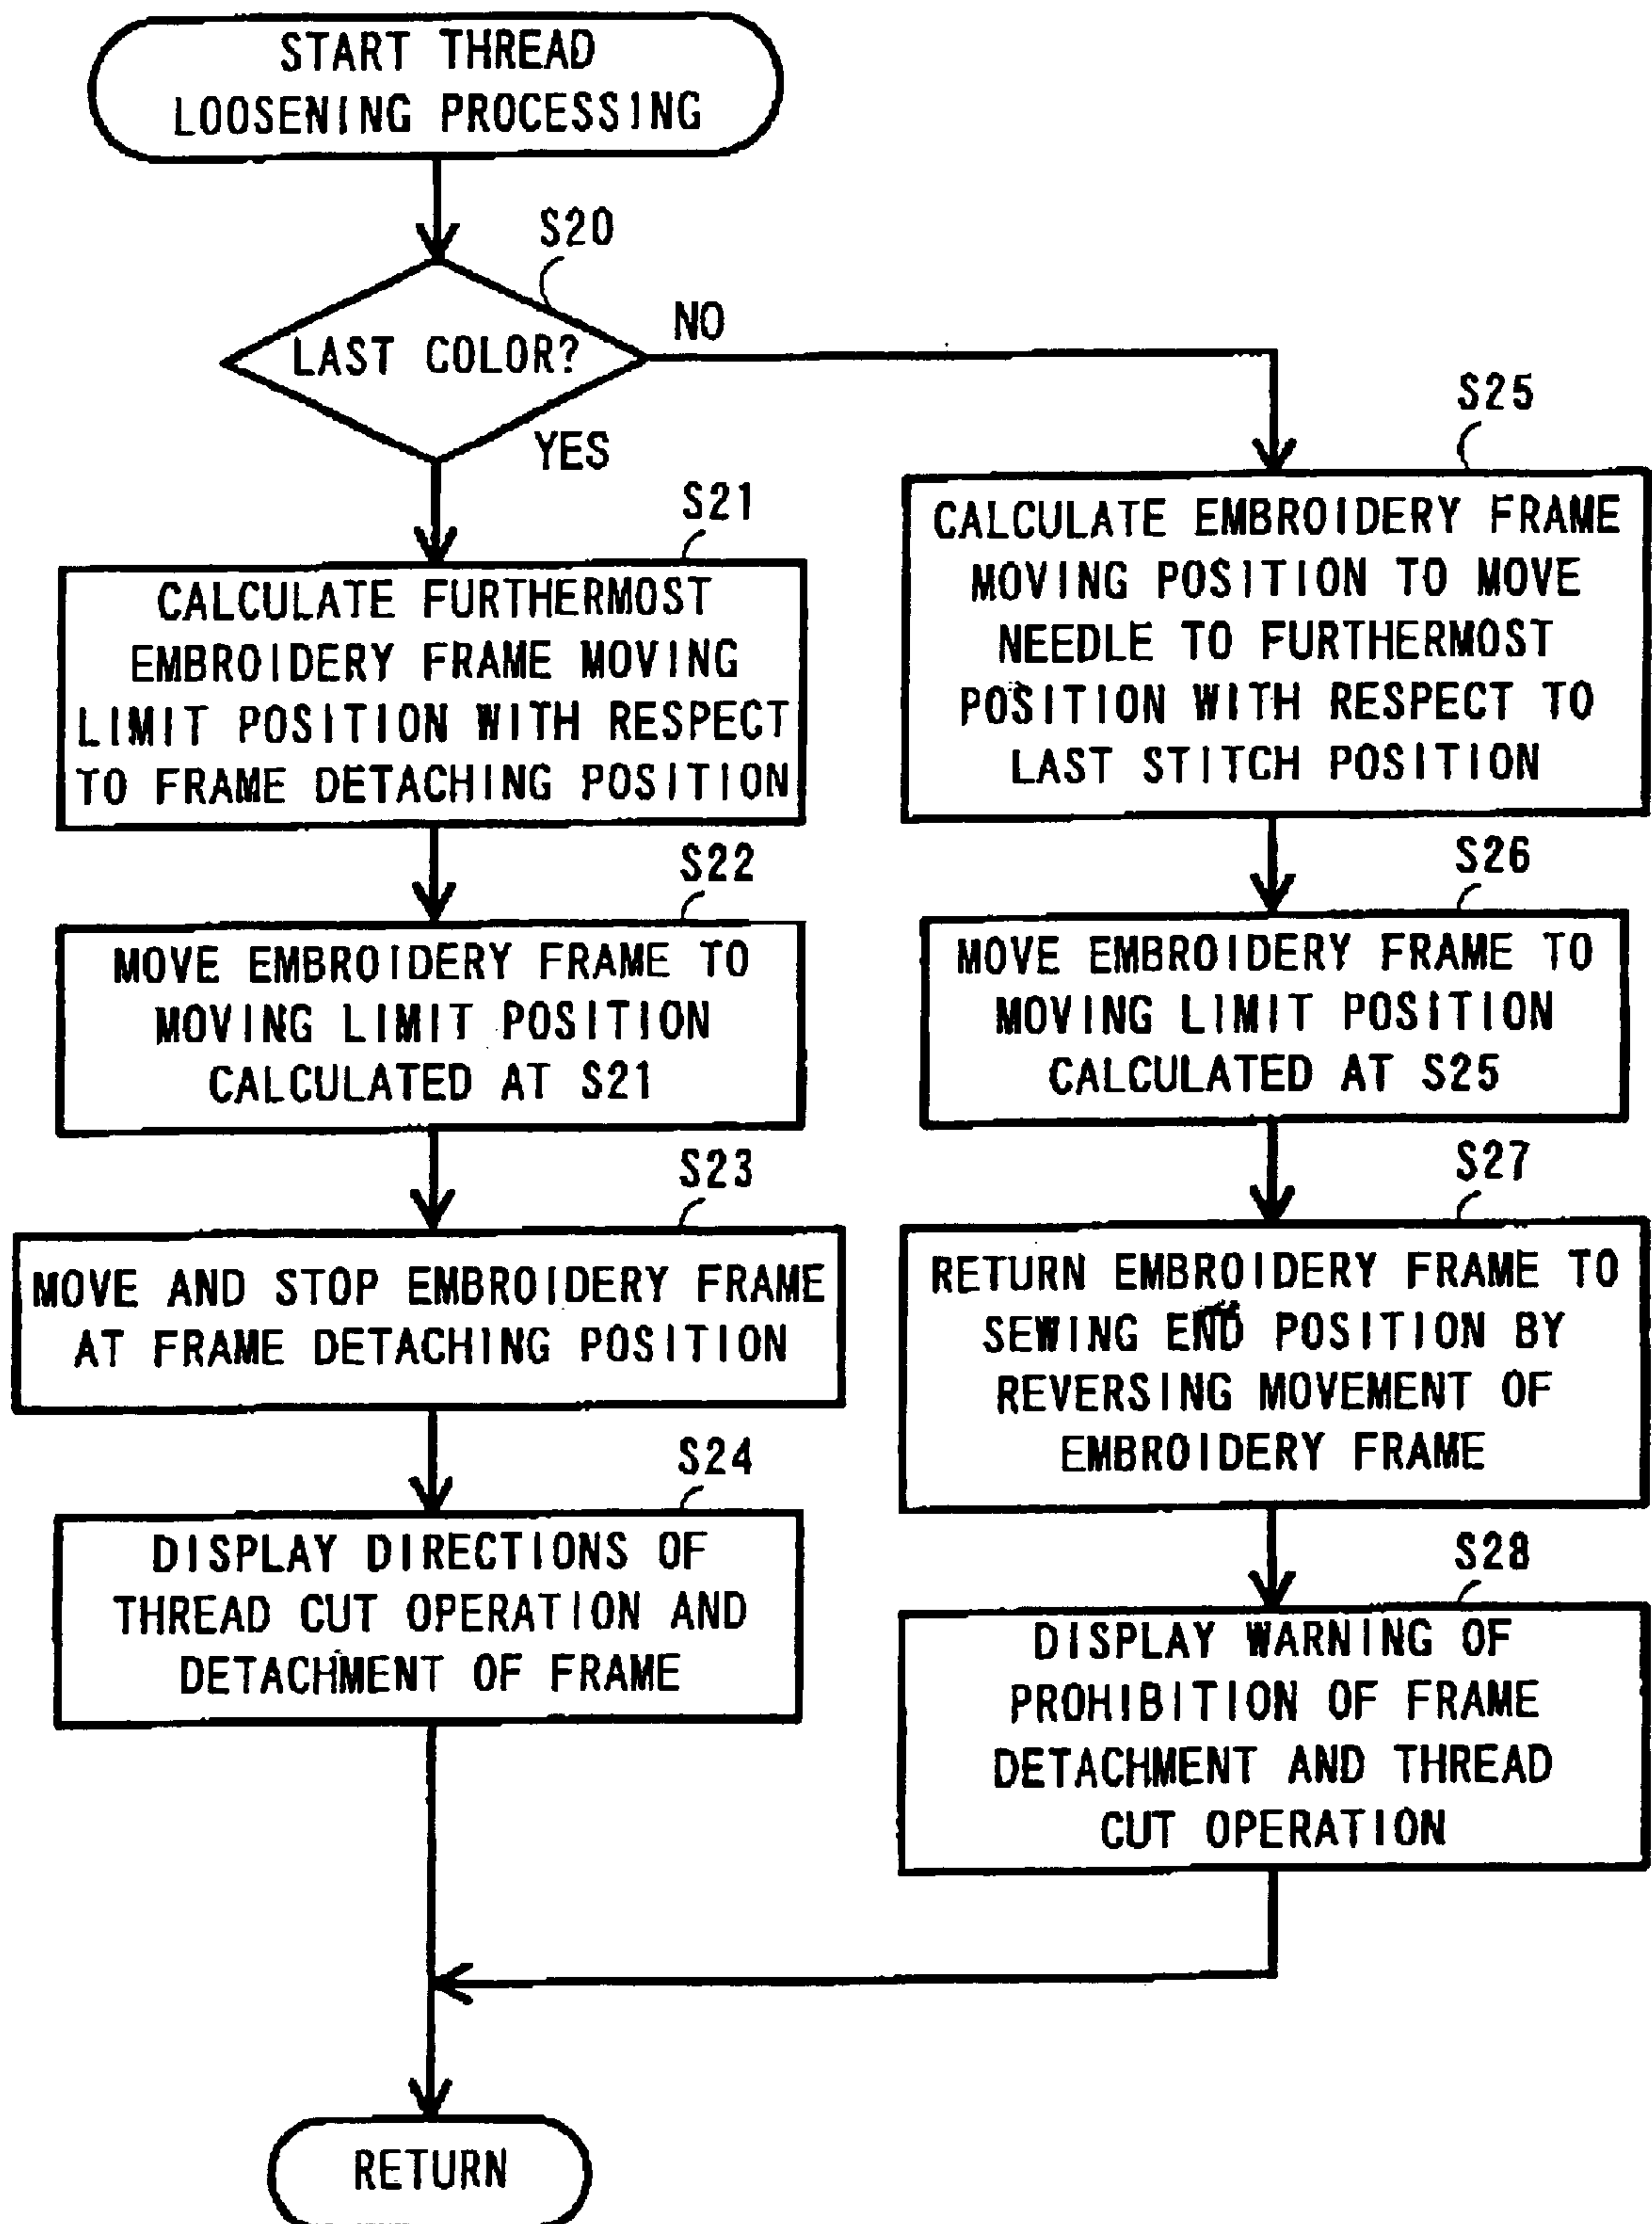 START THREAD
LOOSENING PROCESSING
S20
LAST COLOR?
NO
YES
S21
CALCULATE FURTHERMOST
EMBROIDERY FRAME MOVING
LIMIT POSITION WITH RESPECT
TO FRAME DETACHING POSITION
S22
MOVE EMBROIDERY FRAME TO
MOVING LIMIT POSITION
CALCULATED AT S21
S23
MOVE AND STOP EMBROIDERY FRAME
AT FRAME DETACHING POSITION
S24
DISPLAY DIRECTIONS OF
THREAD CUT OPERATION AND
DETACHMENT OF FRAME
S25
CALCULATE EMBROIDERY FRAME
MOVING POSITION TO MOVE
NEEDLE TO FURTHERMOST
POSITION WITH RESPECT TO
LAST STITCH POSITION
S26
MOVE EMBROIDERY FRAME TO
MOVING LIMIT POSITION
CALCULATED AT S25
S27
RETURN EMBROIDERY FRAME TO
SEWING END POSITION BY
REVERSING MOVEMENT OF
EMBROIDERY FRAME
S28
DISPLAY WARNING OF
PROHIBITION OF FRAME
DETACHMENT AND THREAD
CUT OPERATION
RETURN